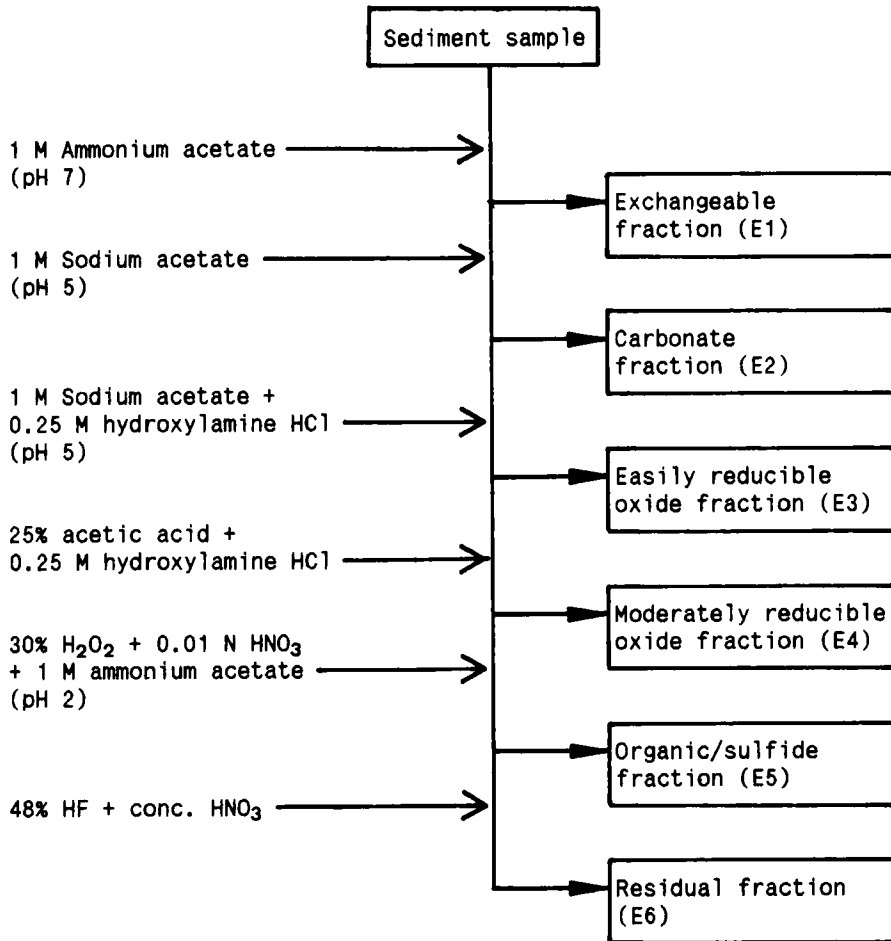 Sediment sample
1 M Ammonium acetate
(pH 7)
Exchangeable
fraction (E1)
1 M Sodium acetate
(pH 5)
Carbonate
fraction (E2)
1 M Sodium acetate +
0.25 M hydroxylamine HCl
(pH 5)
Easily reducible
oxide fraction (E3)
25% acetic acid +
0.25 M hydroxylamine HCl
Moderately reducible
oxide fraction (E4)
30% H₂O₂ + 0.01 N HNO₃
+ 1 M ammonium acetate
(pH 2)
Organic/sulfide
fraction (E5)
48% HF + conc. HNO₃
Residual fraction
(E6)